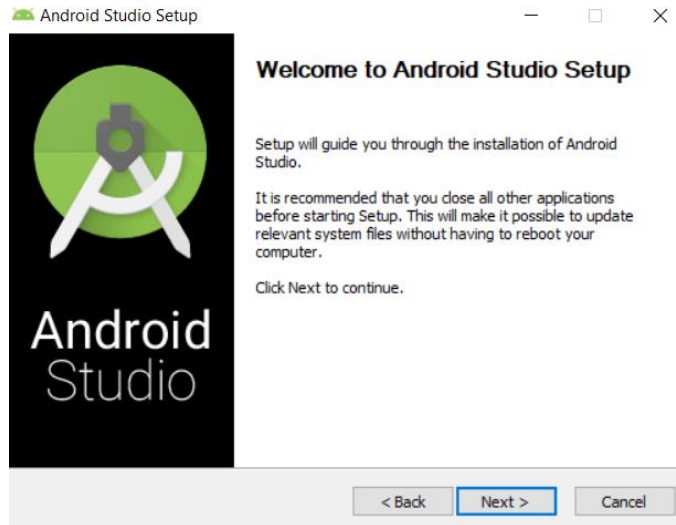 Android Studio Setup
Welcome to Android Studio Setup
Setup will guide you through the installation of Android
Studio.
It is recommended that you close all other applications
before starting Setup. This will make it possible to update
relevant system files without having to reboot your
computer.
Click Next to continue.
Android
Studio
< Back
Next >
Cancel